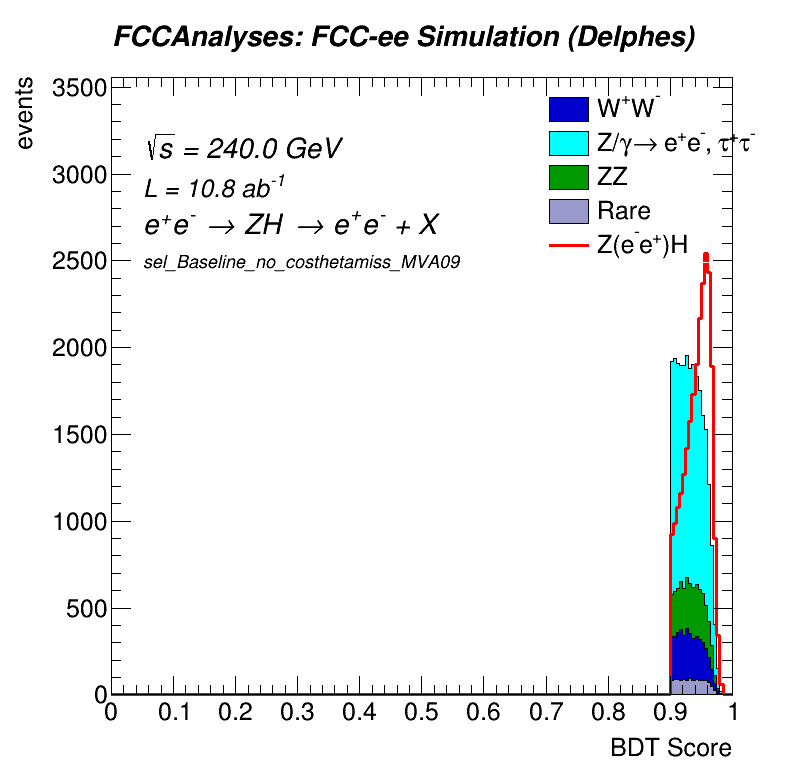 FCCAnalyses: FCC-ee Simulation (Delphes)
events
3500
3000
2500
2000
1500
1000
500
0
√s = 240.0 GeV
L = 10.8 ab⁻¹
e⁺e⁻ → ZH → e⁺e⁻ + X
sel_Baseline_no_costhetamiss_MVA09
W⁺W⁻
Z/γ→ e⁺e⁻, τ⁺τ⁻
ZZ
Rare
Z(e⁻e⁺)H
0 0.1 0.2 0.3 0.4 0.5 0.6 0.7 0.8 0.9 1
BDT Score